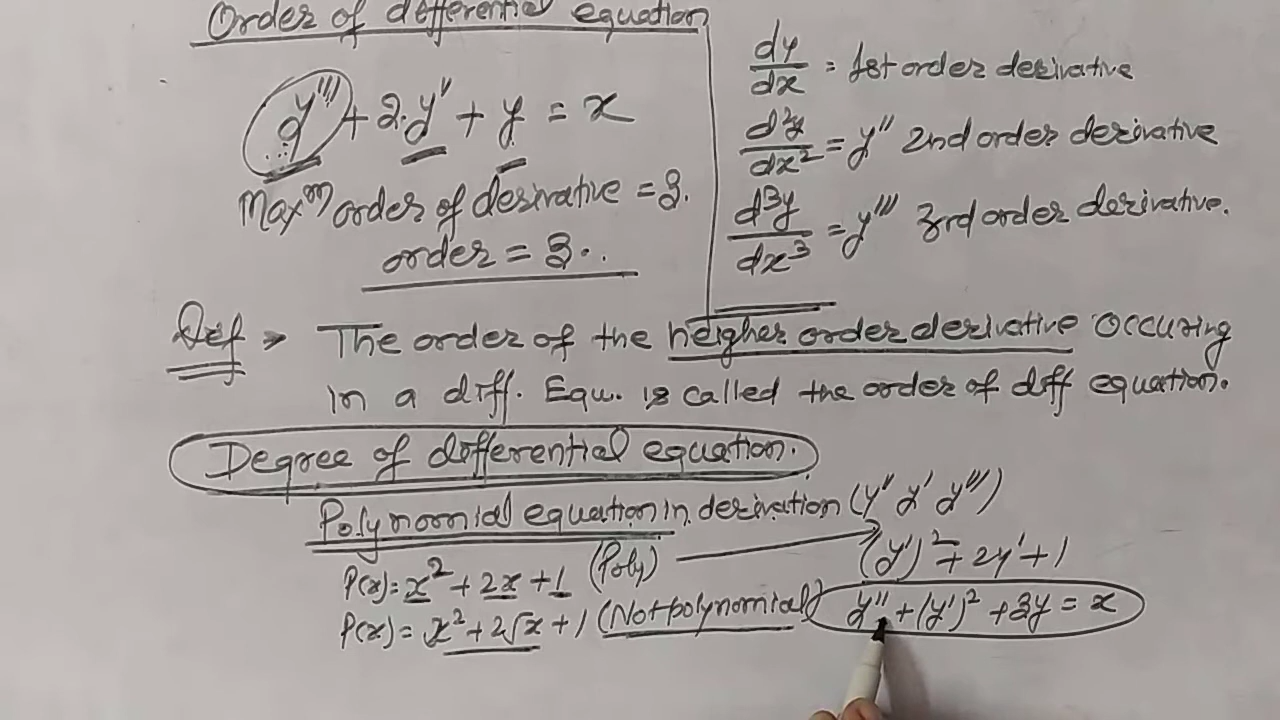 Order of differential equation
y''' + 2.y' + y = x
Max^m order of derivative = 3.
order = 3.
dy/dx = 1st order derivative
d²y/dx² = y'' 2nd order derivative
d³y/dx³ = y''' 3rd order derivative.
Def → The order of the heigher order derivative occuring
in a diff. Equ. is called the order of diff equation.
Degree of differential equation.
Polynomial equation in derivation (y'' y' y''')
P(x) = x² + 2x + 1 (Poly) → (y')² + 2y' + 1
P(x) = x² + 2√x + 1 (Not polynomial) y'' + (y')² + 3y = x